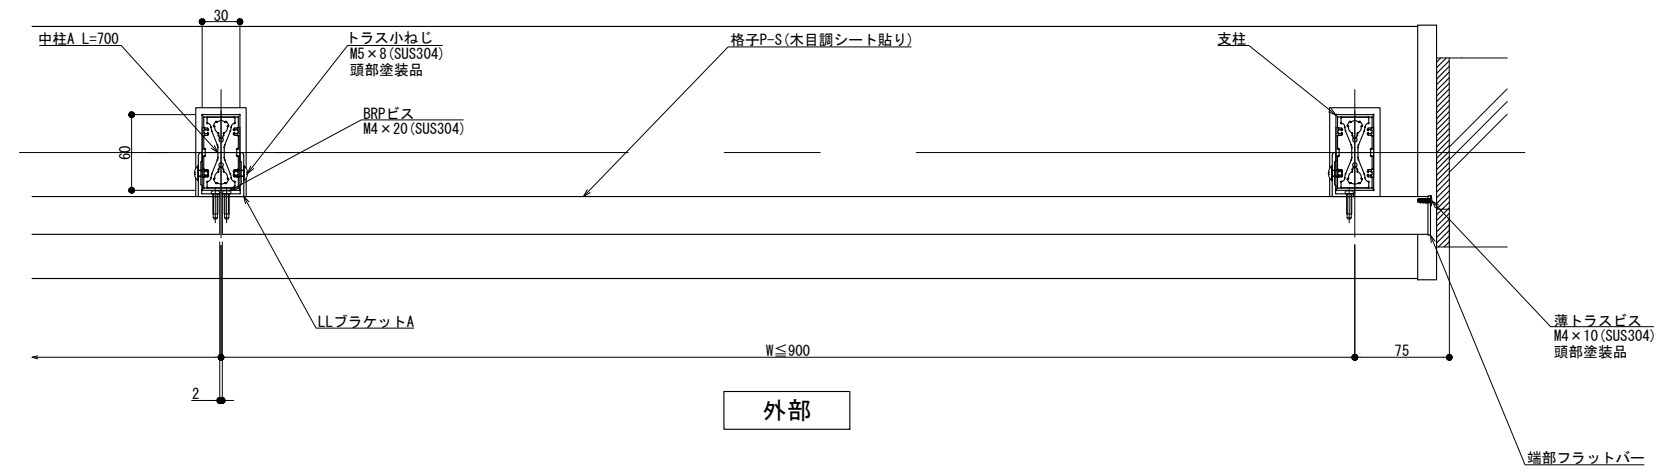 30
中柱A L=700
トラス小ねじ
M5×8(SUS304)
頭部塗装品
格子P-S(木目調シート貼り)
支柱
BRPビス
M4×20(SUS304)
60
LLブラケットA
薄トラスビス
M4×10(SUS304)
頭部塗装品
W≦900
75
2
外部
端部フラットバー